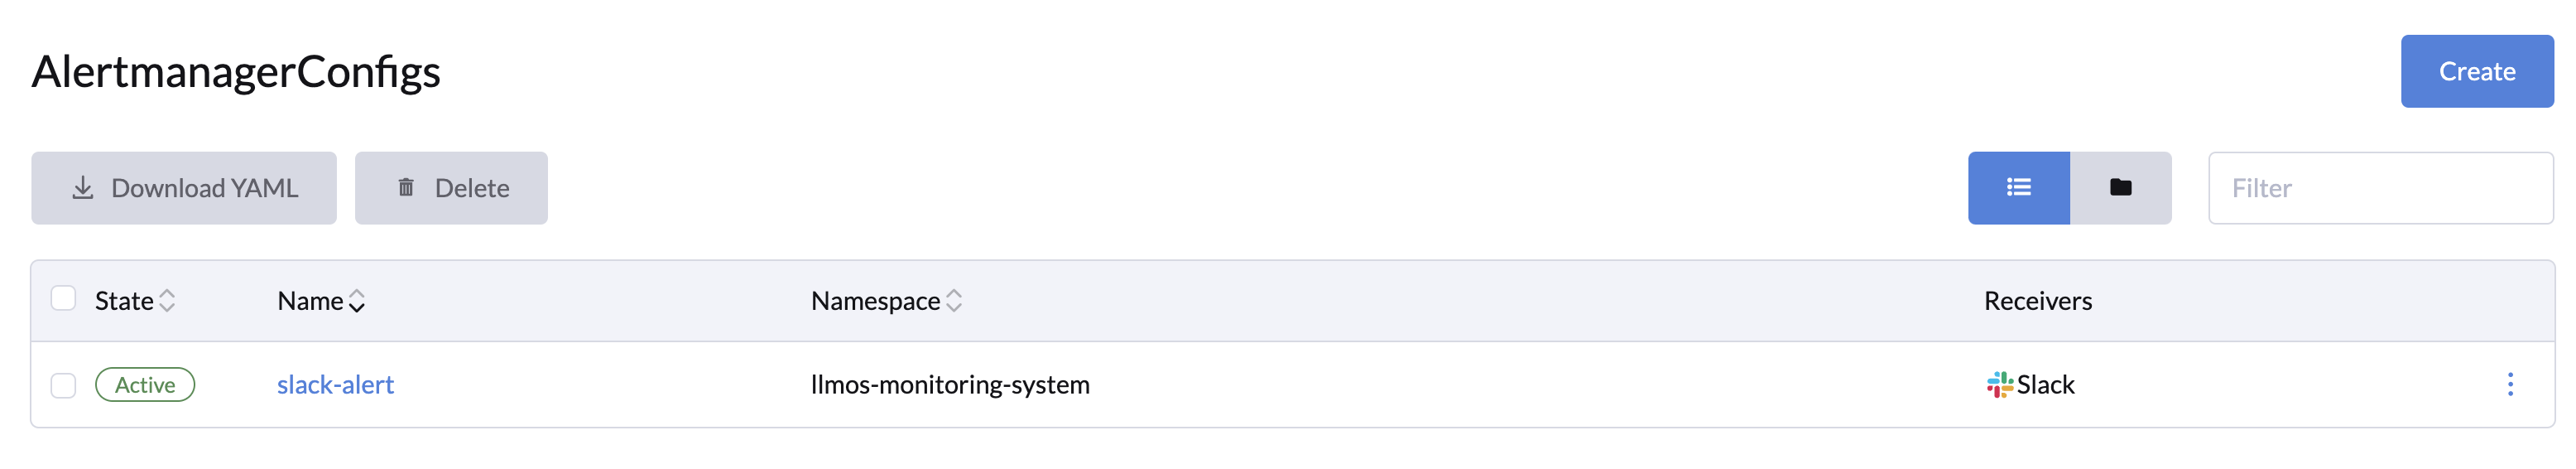 AlertmanagerConfigs
Create
Download YAML Delete Filter
State Name Namespace Receivers
Active slack-alert llmos-monitoring-system Slack